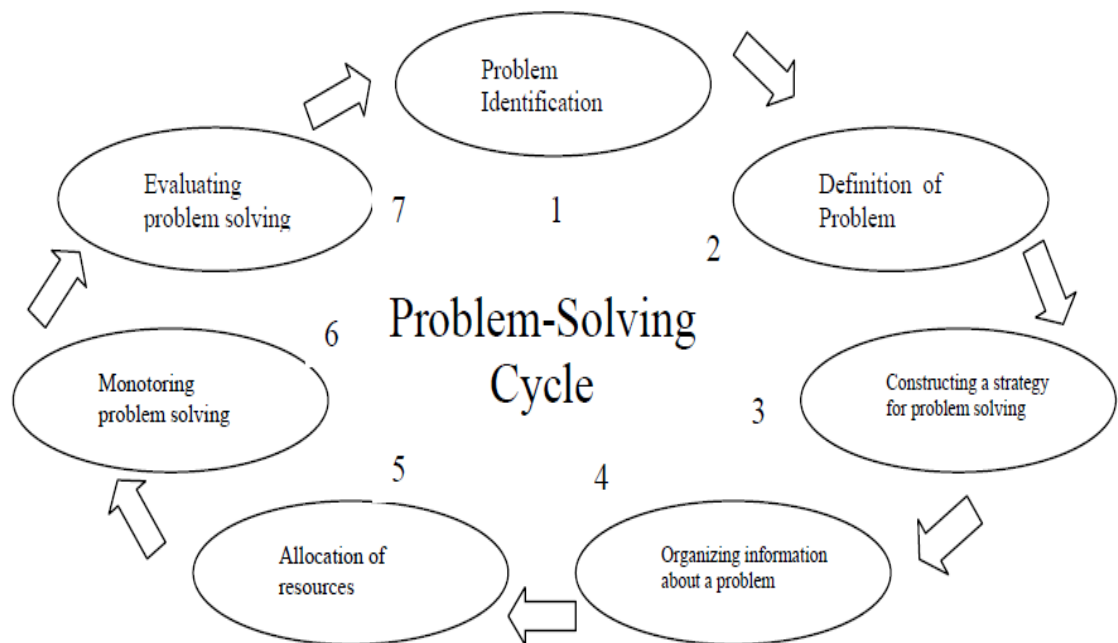 Problem
Identification
1
Definition of
Problem
2
Constructing a strategy
for problem solving
3
Organizing information
about a problem
4
Allocation of
resources
5
Monotoring
problem solving
6
Evaluating
problem solving
7
Problem-Solving
Cycle